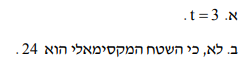 א. t = 3 .
ב. לא, כי השטח המקסימאלי הוא 24 .